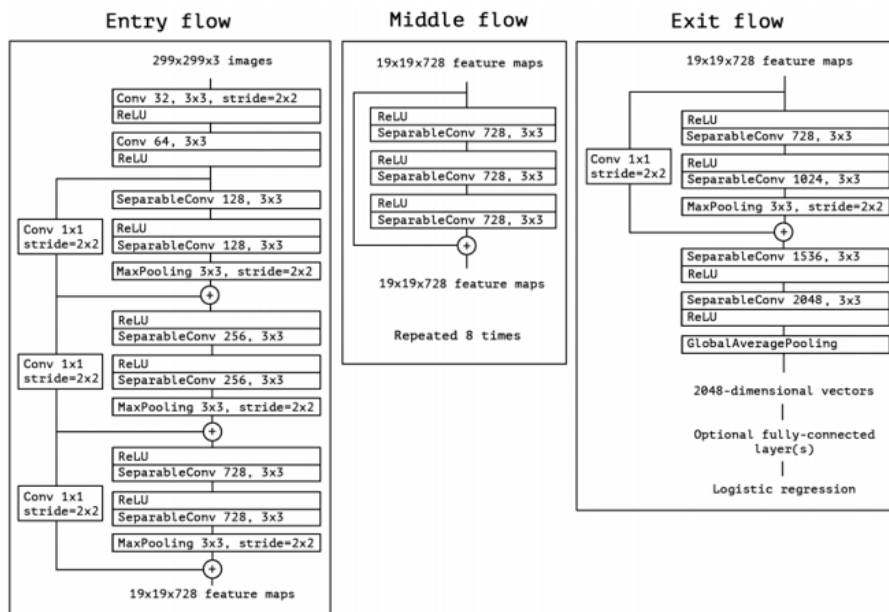 Entry flow
299x299x3 images
Conv 32, 3x3, stride=2x2
ReLU
Conv 64, 3x3
ReLU
SeparableConv 128, 3x3
Conv 1x1
stride=2x2
ReLU
SeparableConv 128, 3x3
MaxPooling 3x3, stride=2x2
+
ReLU
SeparableConv 256, 3x3
Conv 1x1
stride=2x2
ReLU
SeparableConv 256, 3x3
MaxPooling 3x3, stride=2x2
+
ReLU
SeparableConv 728, 3x3
Conv 1x1
stride=2x2
ReLU
SeparableConv 728, 3x3
MaxPooling 3x3, stride=2x2
+
19x19x728 feature maps
Middle flow
19x19x728 feature maps
ReLU
SeparableConv 728, 3x3
ReLU
SeparableConv 728, 3x3
ReLU
SeparableConv 728, 3x3
+
19x19x728 feature maps
Repeated 8 times
Exit flow
19x19x728 feature maps
ReLU
SeparableConv 728, 3x3
Conv 1x1
stride=2x2
ReLU
SeparableConv 1024, 3x3
MaxPooling 3x3, stride=2x2
+
SeparableConv 1536, 3x3
ReLU
SeparableConv 2048, 3x3
ReLU
GlobalAveragePooling
2048-dimensional vectors
Optional fully-connected
layer(s)
Logistic regression